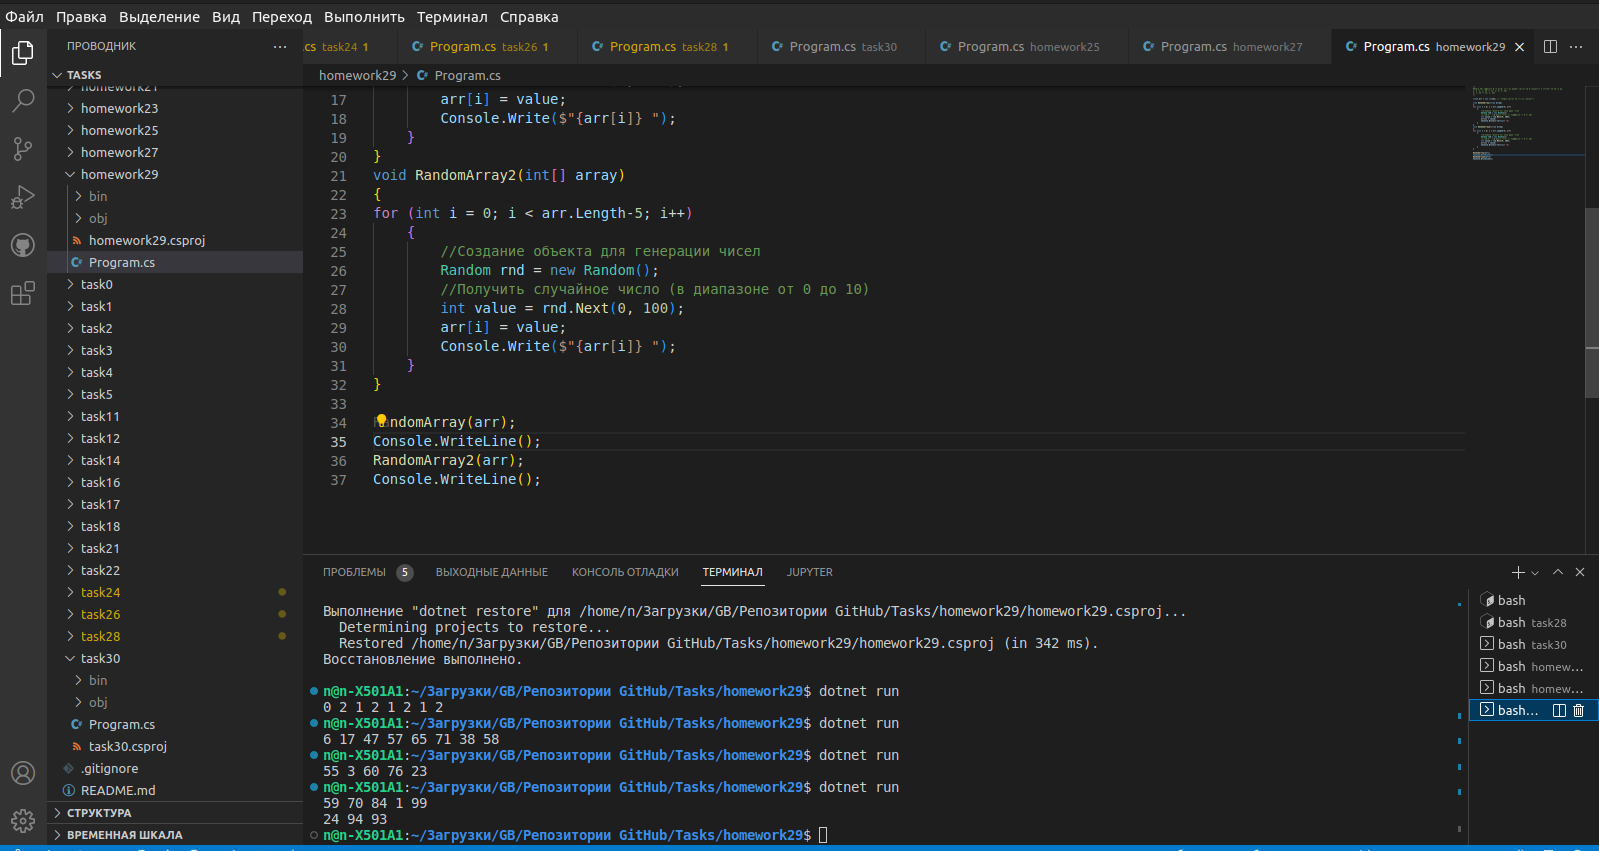 Файл Правка Выделение Вид Переход Выполнить Терминал Справка
ПРОВОДНИК
.cs task24 1
Program.cs task26 1
Program.cs task28 1
Program.cs task30
Program.cs homework25
Program.cs homework27
Program.cs homework29
TASKS
homework21
homework23
homework25
homework27
homework29
bin
obj
homework29.csproj
Program.cs
task0
task1
task2
task3
task4
task5
task11
task12
task14
task16
task17
task18
task21
task22
task24
task26
task28
task30
bin
obj
Program.cs
task30.csproj
.gitignore
README.md
СТРУКТУРА
ВРЕМЕННАЯ ШКАЛА
homework29 > Program.cs
17 arr[i] = value;
18 Console.Write($"{arr[i]} ");
19 }
20 }
21 void RandomArray2(int[] array)
22 {
23 for (int i = 0; i < arr.Length-5; i++)
24 {
25 //Создание объекта для генерации чисел
26 Random rnd = new Random();
27 //Получить случайное число (в диапазоне от 0 до 10)
28 int value = rnd.Next(0, 100);
29 arr[i] = value;
30 Console.Write($"{arr[i]} ");
31 }
32 }
33
34 RandomArray(arr);
35 Console.WriteLine();
36 RandomArray2(arr);
37 Console.WriteLine();
ПРОБЛЕМЫ 5 ВЫХОДНЫЕ ДАННЫЕ КОНСОЛЬ ОТЛАДКИ ТЕРМИНАЛ JUPYTER
Выполнение "dotnet restore" для /home/n/Загрузки/GB/Репозитории GitHub/Tasks/homework29/homework29.csproj...
Determining projects to restore...
Restored /home/n/Загрузки/GB/Репозитории GitHub/Tasks/homework29/homework29.csproj (in 342 ms).
Восстановление выполнено.
n@n-X501A1:~/Загрузки/GB/Репозитории GitHub/Tasks/homework29$ dotnet run
0 2 1 2 1 2 1 2
n@n-X501A1:~/Загрузки/GB/Репозитории GitHub/Tasks/homework29$ dotnet run
6 17 47 57 65 71 38 58
n@n-X501A1:~/Загрузки/GB/Репозитории GitHub/Tasks/homework29$ dotnet run
55 3 60 76 23
n@n-X501A1:~/Загрузки/GB/Репозитории GitHub/Tasks/homework29$ dotnet run
59 70 84 1 99
24 94 93
n@n-X501A1:~/Загрузки/GB/Репозитории GitHub/Tasks/homework29$
bash
bash task28
bash task30
bash homew...
bash homew...
bash...